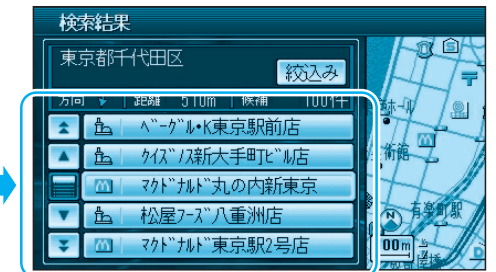 検索結果
東京都千代田区
絞込み
方向 距離 510m 候補 100件
ベーグル・K東京駅前店
クイズノス新大手町ビル店
マクドナルド丸の内新東京
松屋フーズ八重洲店
マクドナルド東京駅2号店
有楽町駅
N
00m